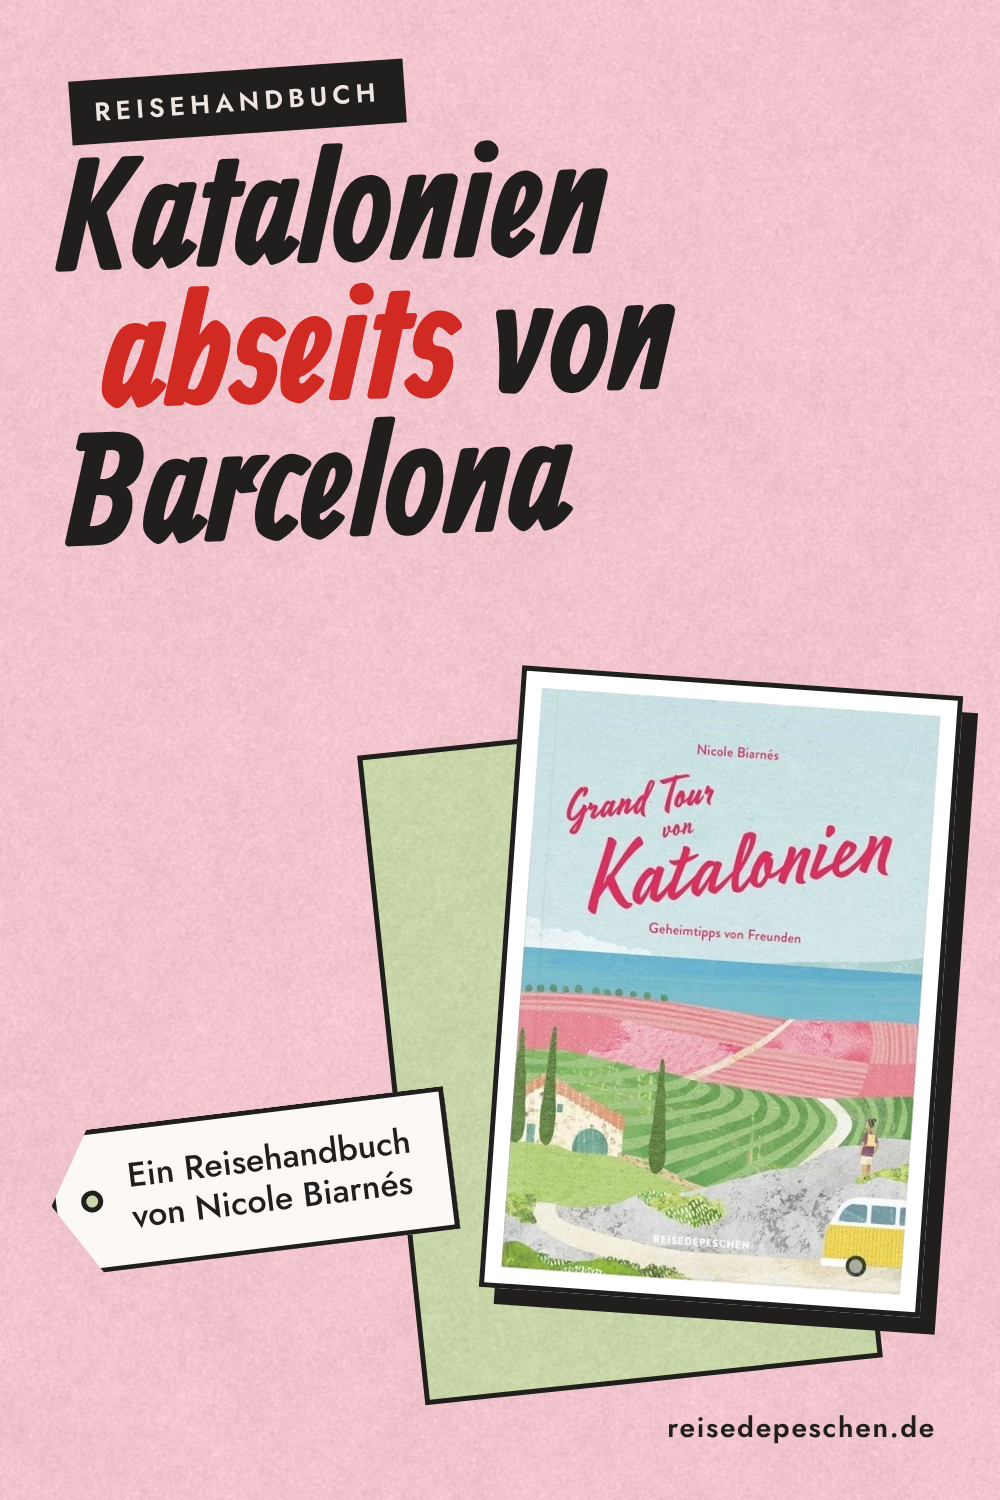 REISEHANDBUCH
Katalonien
abseits von
Barcelona
Nicole Biarnés
Grand Tour
von
Katalonien
Geheimtipps von Freunden
REISEDEPESCHEN
Ein Reisehandbuch
von Nicole Biarnés
reisedepeschen.de